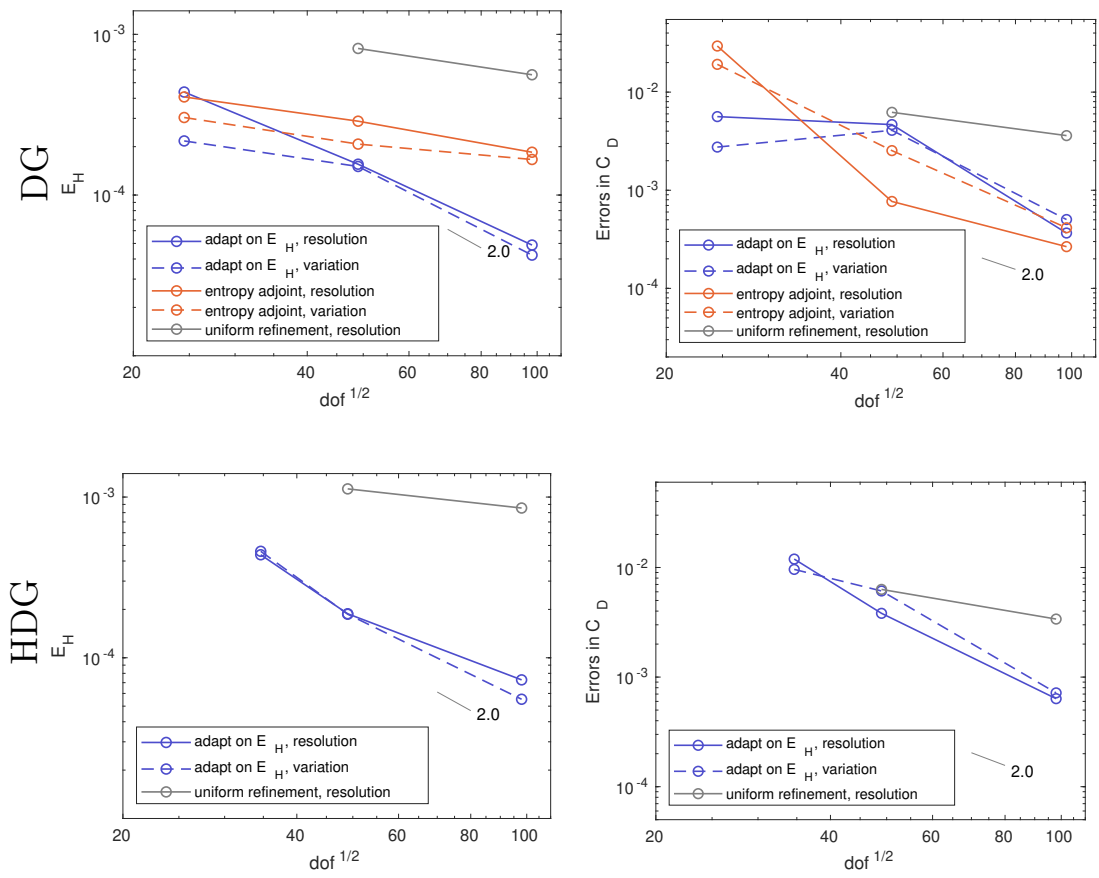 DG
E_H
10^-3
10^-4
20
40
60
80
100
dof^1/2
2.0
adapt on E_H, resolution
adapt on E_H, variation
entropy adjoint, resolution
entropy adjoint, variation
uniform refinement, resolution
Errors in C_D
10^-2
10^-3
10^-4
20
40
60
80
100
dof^1/2
2.0
adapt on E_H, resolution
adapt on E_H, variation
entropy adjoint, resolution
entropy adjoint, variation
uniform refinement, resolution
HDG
E_H
10^-3
10^-4
20
40
60
80
100
dof^1/2
2.0
adapt on E_H, resolution
adapt on E_H, variation
uniform refinement, resolution
Errors in C_D
10^-2
10^-3
10^-4
20
40
60
80
100
dof^1/2
2.0
adapt on E_H, resolution
adapt on E_H, variation
uniform refinement, resolution